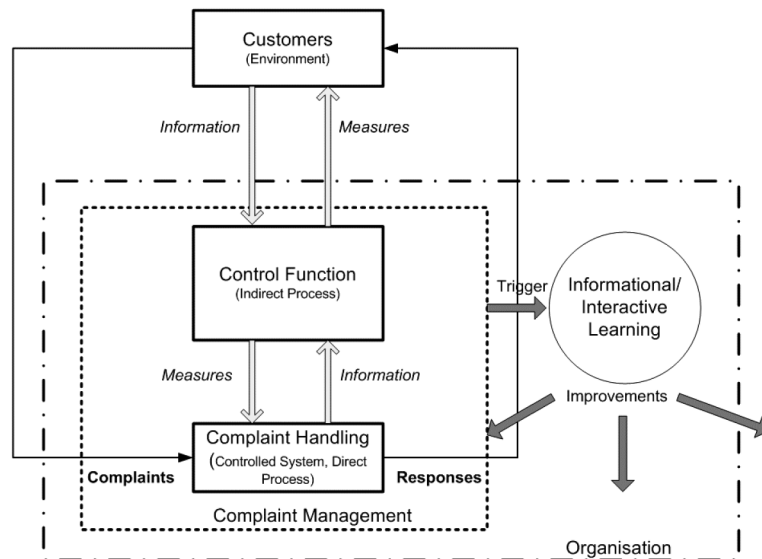 Customers
(Environment)
Information
Measures
Control Function
(Indirect Process)
Trigger
Informational/
Interactive
Learning
Measures
Information
Improvements
Complaint Handling
(Controlled System, Direct
Process)
Complaints
Responses
Complaint Management
Organisation